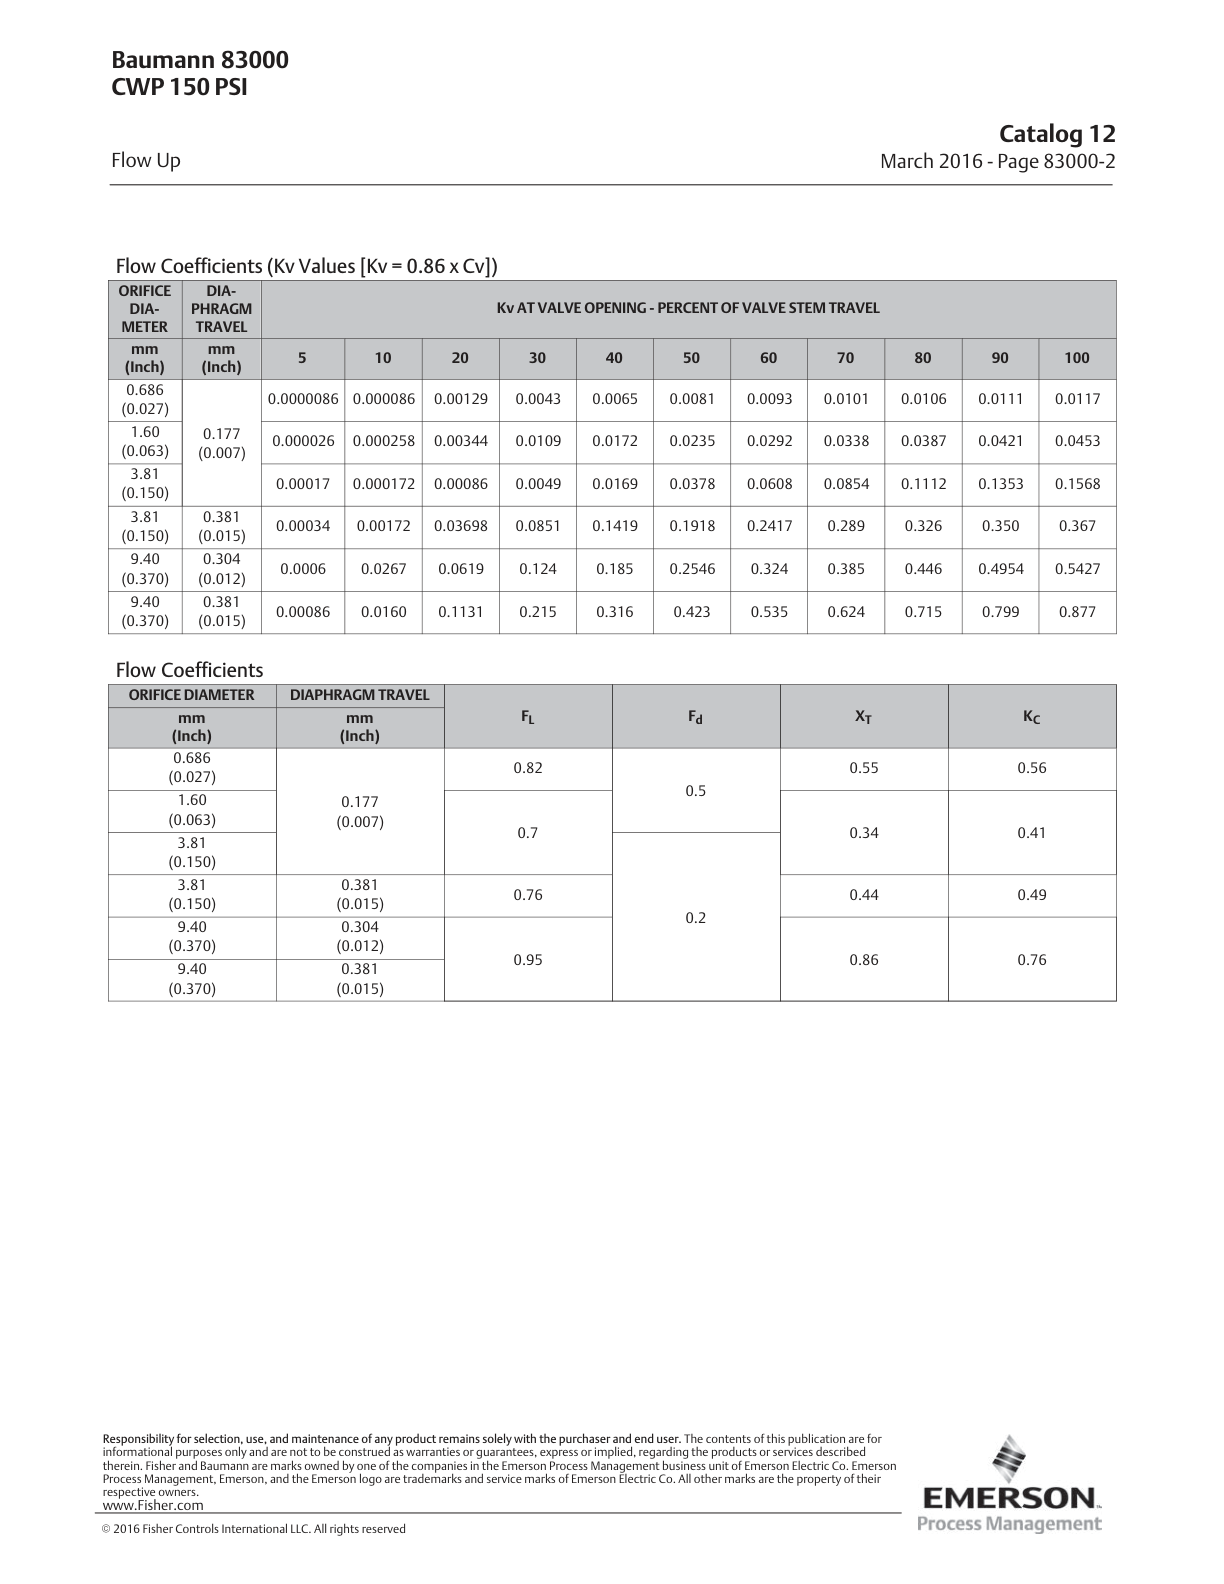 Baumann 83000
CWP 150 PSI
Catalog 12
Flow Up
March 2016 - Page 83000-2
Flow Coefficients (Kv Values [Kv = 0.86 x Cv])
ORIFICE DIA-METER
DIA-PHRAGM TRAVEL
Kv AT VALVE OPENING - PERCENT OF VALVE STEM TRAVEL
mm (Inch) mm (Inch) 5 10 20 30 40 50 60 70 80 90 100
0.686 (0.027) 0.177 (0.007) 0.0000086 0.000086 0.00129 0.0043 0.0065 0.0081 0.0093 0.0101 0.0106 0.0111 0.0117
1.60 (0.063) 0.000026 0.000258 0.00344 0.0109 0.0172 0.0235 0.0292 0.0338 0.0387 0.0421 0.0453
3.81 (0.150) 0.00017 0.000172 0.00086 0.0049 0.0169 0.0378 0.0608 0.0854 0.1112 0.1353 0.1568
3.81 (0.150) 0.381 (0.015) 0.00034 0.00172 0.03698 0.0851 0.1419 0.1918 0.2417 0.289 0.326 0.350 0.367
9.40 (0.370) 0.304 (0.012) 0.0006 0.0267 0.0619 0.124 0.185 0.2546 0.324 0.385 0.446 0.4954 0.5427
9.40 (0.370) 0.381 (0.015) 0.00086 0.0160 0.1131 0.215 0.316 0.423 0.535 0.624 0.715 0.799 0.877
Flow Coefficients
ORIFICE DIAMETER DIAPHRAGM TRAVEL FL Fd XT KC
mm (Inch) mm (Inch)
0.686 (0.027) 0.177 (0.007) 0.82 0.5 0.55 0.56
1.60 (0.063) 0.7 0.34 0.41
3.81 (0.150) 0.2
3.81 (0.150) 0.381 (0.015) 0.76 0.44 0.49
9.40 (0.370) 0.304 (0.012) 0.95 0.86 0.76
9.40 (0.370) 0.381 (0.015)
Responsibility for selection, use, and maintenance of any product remains solely with the purchaser and end user. The contents of this publication are for
informational purposes only and are not to be construed as warranties or guarantees, express or implied, regarding the products or services described
therein. Fisher and Baumann are marks owned by one of the companies in the Emerson Process Management business unit of Emerson Electric Co. Emerson
Process Management, Emerson, and the Emerson logo are trademarks and service marks of Emerson Electric Co. All other marks are the property of their
respective owners.
www.Fisher.com
© 2016 Fisher Controls International LLC. All rights reserved
EMERSON™
Process Management